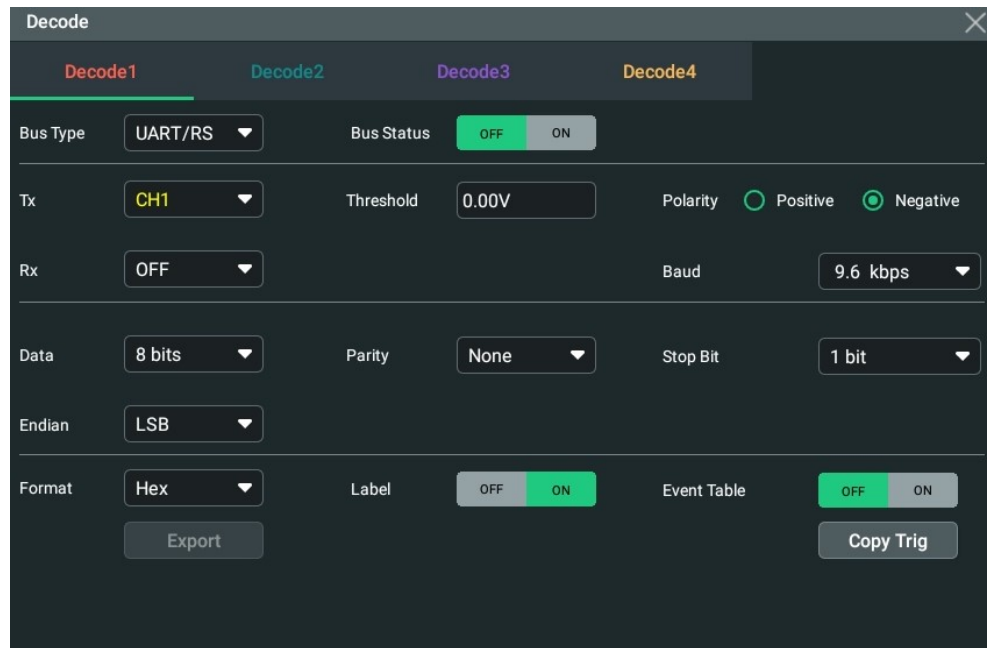 Decode
Decode1 Decode2 Decode3 Decode4
Bus Type UART/RS Bus Status OFF ON
Tx CH1 Threshold 0.00V Polarity Positive Negative
Rx OFF Baud 9.6 kbps
Data 8 bits Parity None Stop Bit 1 bit
Endian LSB
Format Hex Label OFF ON Event Table OFF ON
Export Copy Trig